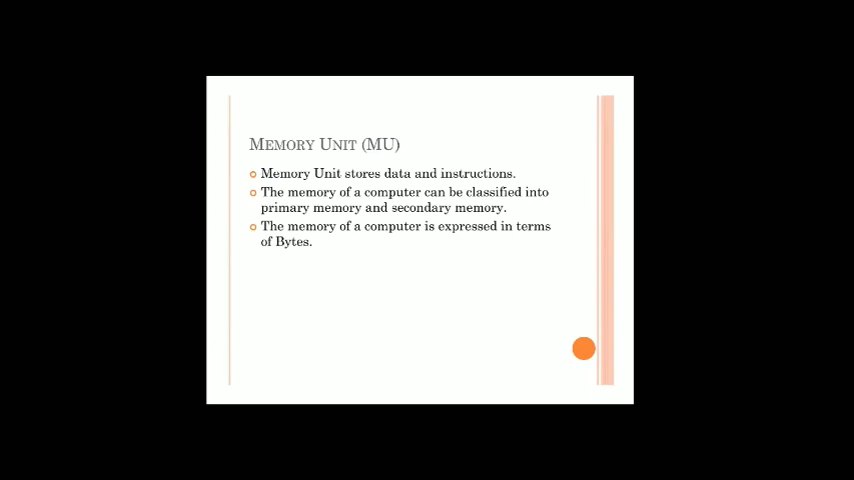 MEMORY UNIT (MU)
Memory Unit stores data and instructions.
The memory of a computer can be classified into
primary memory and secondary memory.
The memory of a computer is expressed in terms
of Bytes.